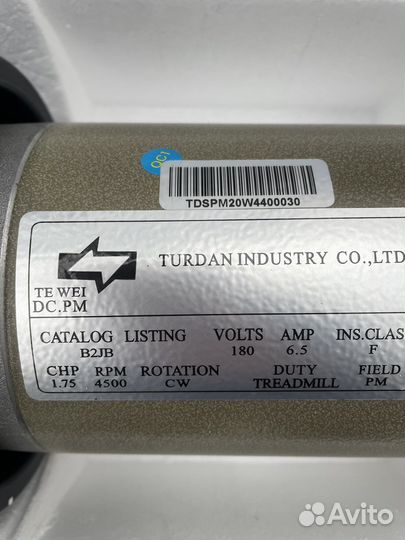 QC1
TDSPM20W4400030
TURDAN INDUSTRY CO.,LTD
TE WEI
DC.PM
CATALOG LISTING VOLTS AMP INS.CLAS
B2JB 180 6.5 F
CHP RPM ROTATION DUTY FIELD
1.75 4500 CW TREADMILL PM
Avito